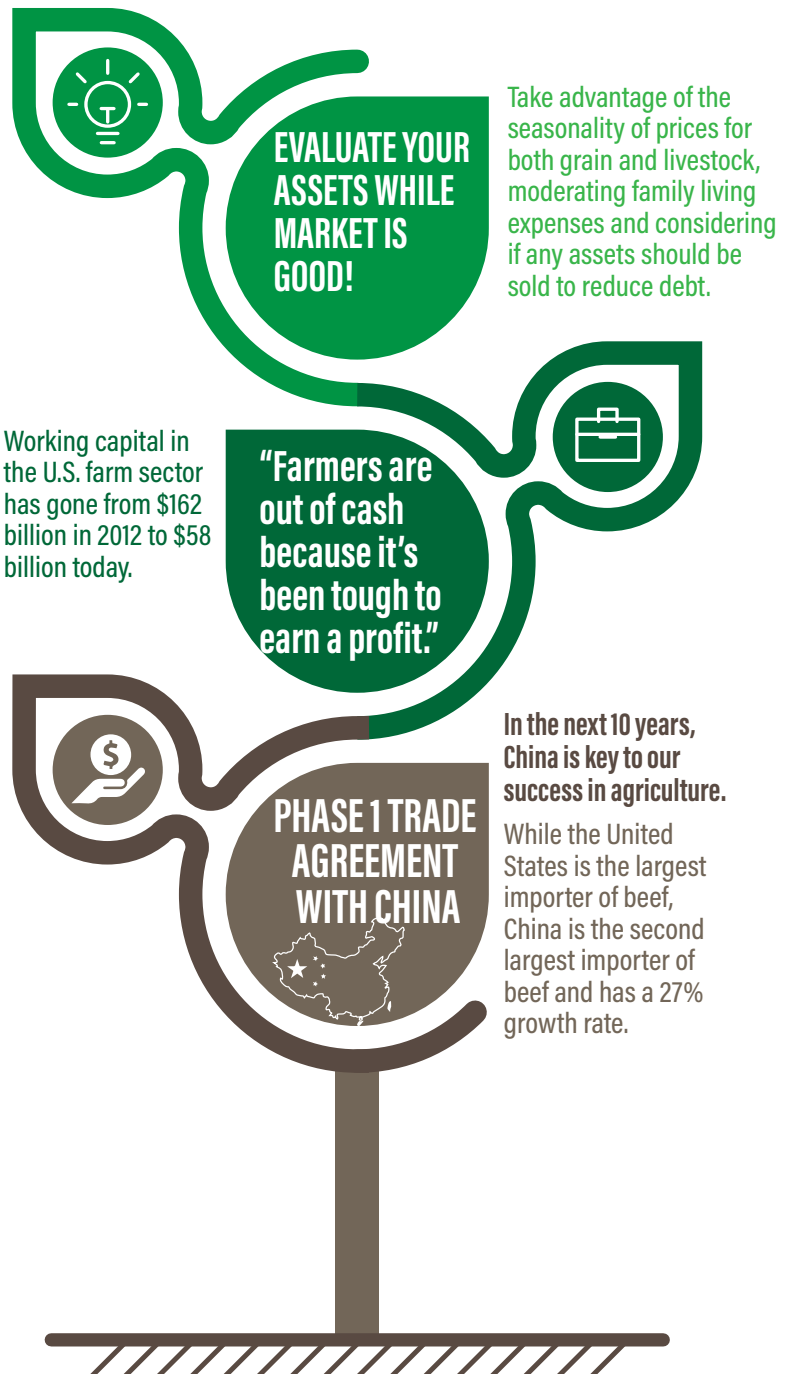 EVALUATE YOUR
ASSETS WHILE
MARKET IS
GOOD!
Take advantage of the
seasonality of prices for
both grain and livestock,
moderating family living
expenses and considering
if any assets should be
sold to reduce debt.
Working capital in
the U.S. farm sector
has gone from $162
billion in 2012 to $58
billion today.
“Farmers are
out of cash
because it’s
been tough to
earn a profit.”
$
PHASE 1 TRADE
AGREEMENT
WITH CHINA
In the next 10 years,
China is key to our
success in agriculture.
While the United
States is the largest
importer of beef,
China is the second
largest importer of
beef and has a 27%
growth rate.